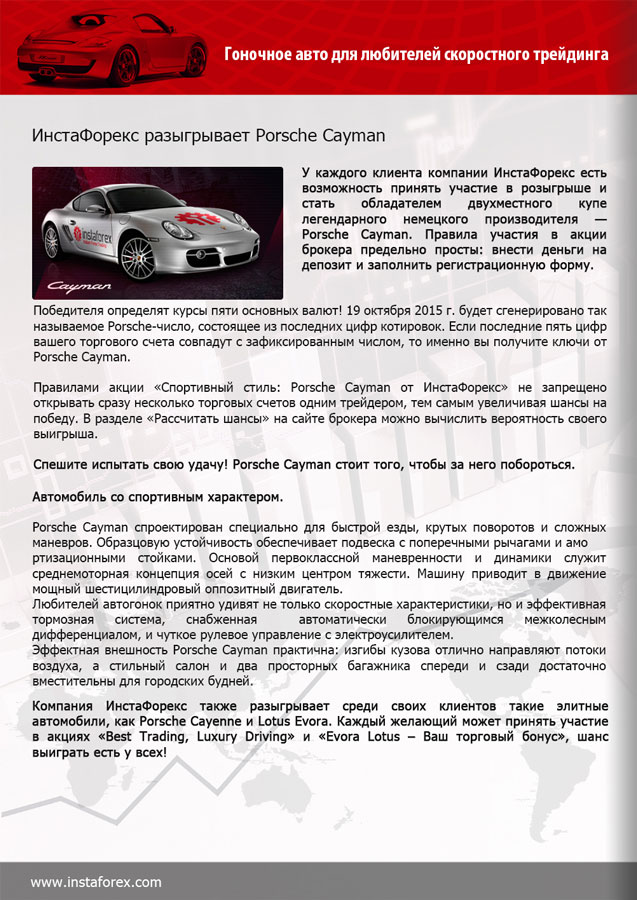 Гоночное авто для любителей скоростного трейдинга
ИнстаФорекс разыгрывает Porsche Cayman
instaforex
Cayman
У каждого клиента компании ИнстаФорекс есть
возможность принять участие в розыгрыше и
стать обладателем двухместного купе
легендарного немецкого производителя —
Porsche Cayman. Правила участия в акции
брокера предельно просты: внести деньги на
депозит и заполнить регистрационную форму.
Победителя определят курсы пяти основных валют! 19 октября 2015 г. будет сгенерировано так
называемое Porsche-число, состоящее из последних цифр котировок. Если последние пять цифр
вашего торгового счета совпадут с зафиксированным числом, то именно вы получите ключи от
Porsche Cayman.
Правилами акции «Спортивный стиль: Porsche Cayman от ИнстаФорекс» не запрещено
открывать сразу несколько торговых счетов одним трейдером, тем самым увеличивая шансы на
победу. В разделе «Рассчитать шансы» на сайте брокера можно вычислить вероятность своего
выигрыша.
Спешите испытать свою удачу! Porsche Cayman стоит того, чтобы за него побороться.
Автомобиль со спортивным характером.
Porsche Cayman спроектирован специально для быстрой езды, крутых поворотов и сложных
маневров. Образцовую устойчивость обеспечивает подвеска с поперечными рычагами и амо
ртизационными стойками. Основой первоклассной маневренности и динамики служит
среднемоторная концепция осей с низким центром тяжести. Машину приводит в движение
мощный шестицилиндровый оппозитный двигатель.
Любителей автогонок приятно удивят не только скоростные характеристики, но и эффективная
тормозная система, снабженная автоматически блокирующимся межколесным
дифференциалом, и чуткое рулевое управление с электроусилителем.
Эффектная внешность Porsche Cayman практична: изгибы кузова отлично направляют потоки
воздуха, а стильный салон и два просторных багажника спереди и сзади достаточно
вместительны для городских будней.
Компания ИнстаФорекс также разыгрывает среди своих клиентов такие элитные
автомобили, как Porsche Cayenne и Lotus Evora. Каждый желающий может принять участие
в акциях «Best Trading, Luxury Driving» и «Evora Lotus – Ваш торговый бонус», шанс
выиграть есть у всех!
www.instaforex.com